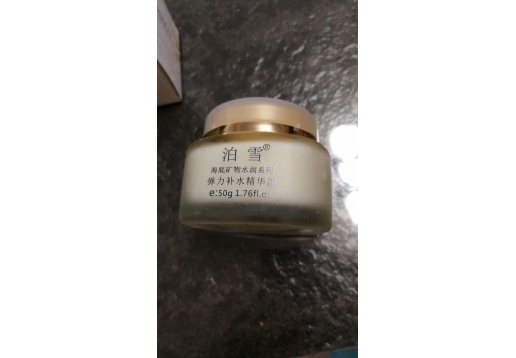 泊雪®
海底矿物水润系列
弹力补水精华
e:50g 1.76fl.